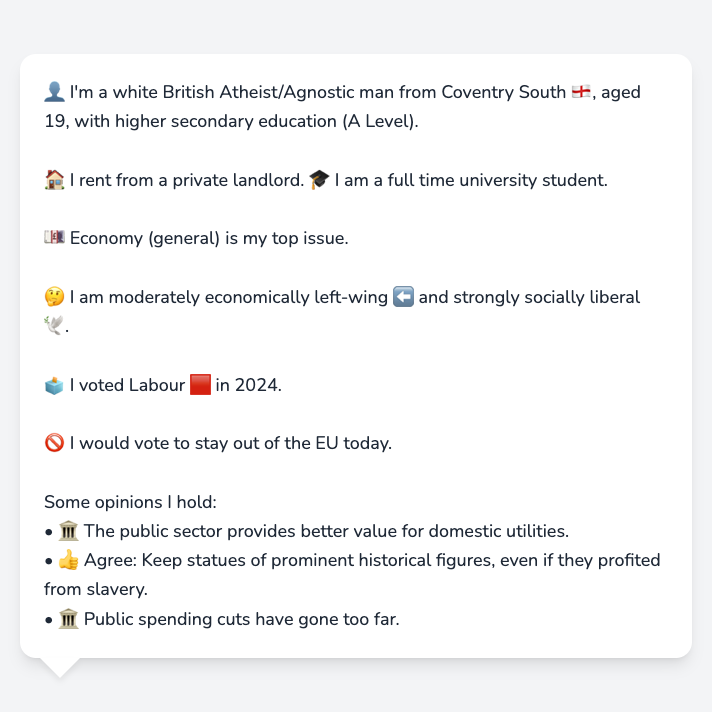 👤 I'm a white British Atheist/Agnostic man from Coventry South 🏴󠁧󠁢󠁥󠁮󠁧󠁿, aged
19, with higher secondary education (A Level).
🏠 I rent from a private landlord. 🎓 I am a full time university student.
💷 Economy (general) is my top issue.
🤔 I am moderately economically left-wing ⬅️ and strongly socially liberal
🕊️.
🗳️ I voted Labour 🟥 in 2024.
🚫 I would vote to stay out of the EU today.
Some opinions I hold:
• 🏛️ The public sector provides better value for domestic utilities.
• 👍 Agree: Keep statues of prominent historical figures, even if they profited
from slavery.
• 🏛️ Public spending cuts have gone too far.